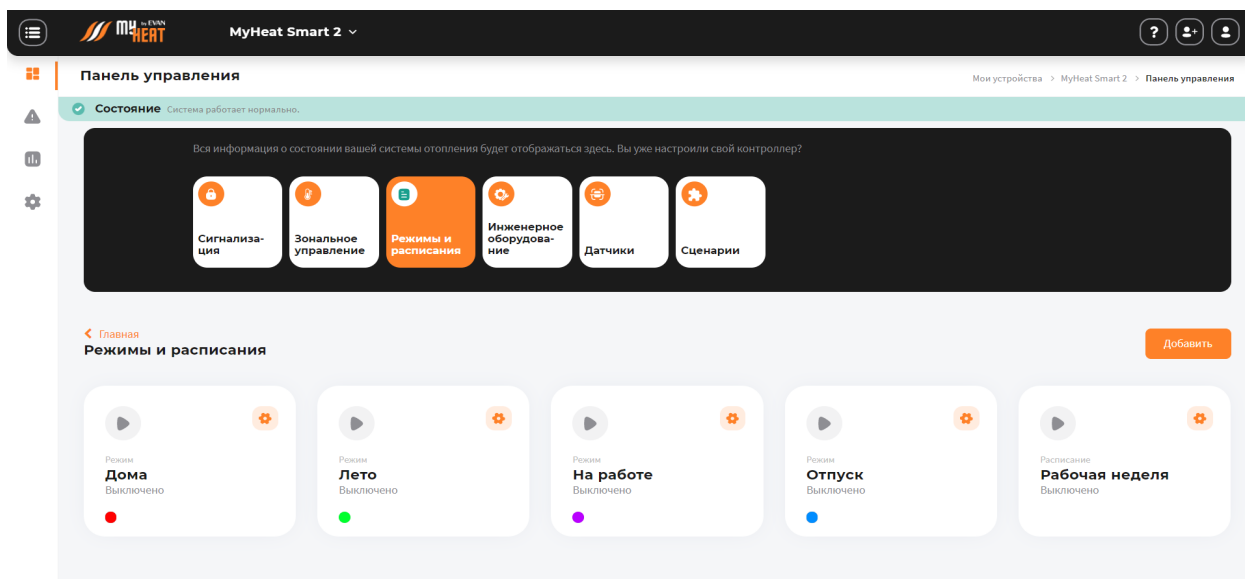 MYHEAT by EVAN
MyHeat Smart 2
?
Панель управления
Мои устройства > MyHeat Smart 2 > Панель управления
Состояние Система работает нормально.
Вся информация о состоянии вашей системы отопления будет отображаться здесь. Вы уже настроили свой контроллер?
Сигнализа-
ция
Зональное
управление
Режимы и
расписания
Инженерное
оборудова-
ние
Датчики
Сценарии
Главная
Режимы и расписания
Добавить
Режим
Дома
Выключено
Режим
Лето
Выключено
Режим
На работе
Выключено
Режим
Отпуск
Выключено
Расписание
Рабочая неделя
Выключено